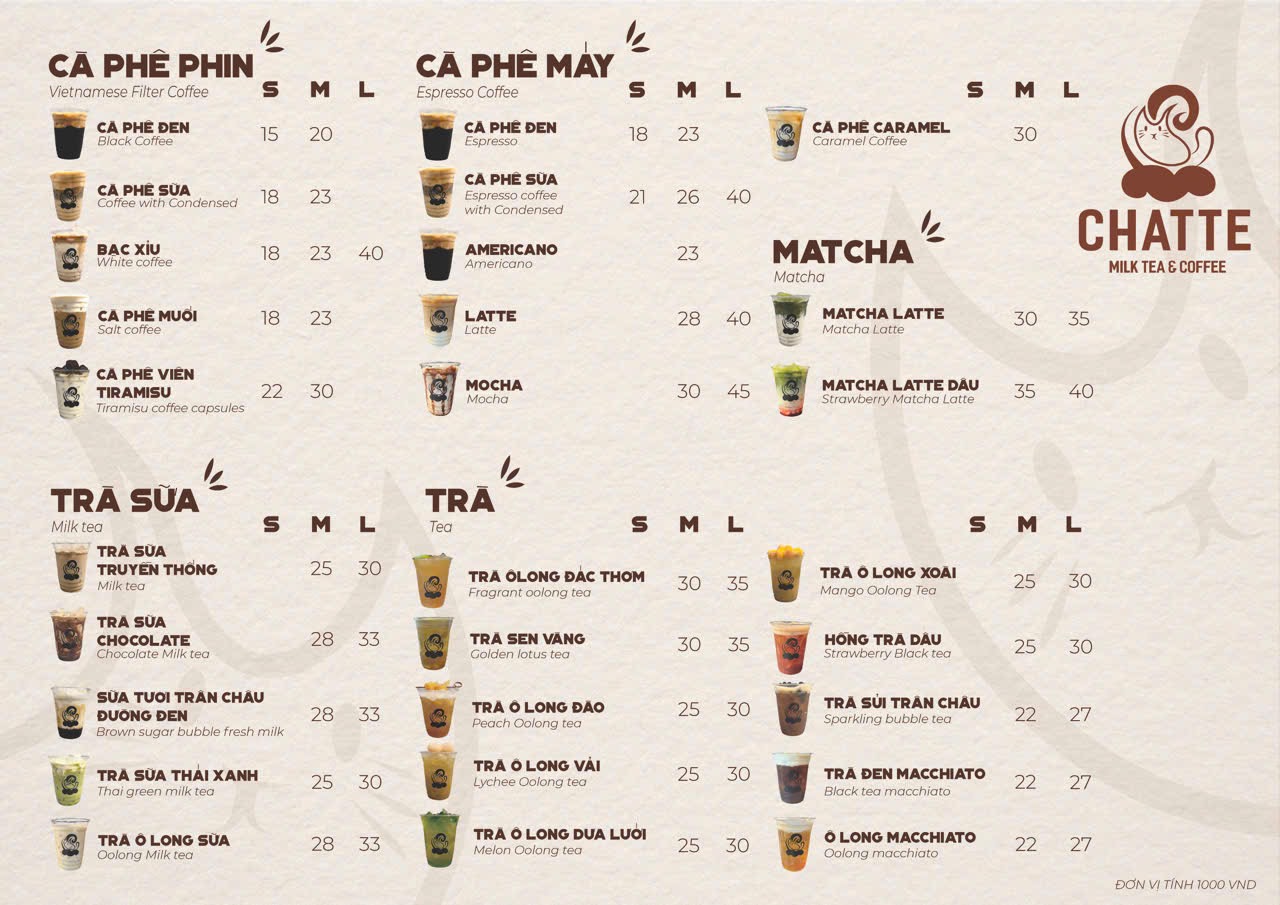 CÀ PHÊ PHIN
Vietnamese Filter Coffee
S M L
CÀ PHÊ ĐEN
Black Coffee
15 20
CÀ PHÊ SỮA
Coffee with Condensed
18 23
BẠC XỈU
White coffee
18 23 40
CÀ PHÊ MUỐI
Salt coffee
18 23
CÀ PHÊ VIÊN
TIRAMISU
Tiramisu coffee capsules
22 30
CÀ PHÊ MÁY
Espresso Coffee
S M L
CÀ PHÊ ĐEN
Espresso
18 23
CÀ PHÊ SỮA
Espresso coffee
with Condensed
21 26 40
AMERICANO
Americano
23
LATTE
Latte
28 40
MOCHA
Mocha
30 45
S M L
CÀ PHÊ CARAMEL
Caramel Coffee
30
MATCHA
Matcha
MATCHA LATTE
Matcha Latte
30 35
MATCHA LATTE DÂU
Strawberry Matcha Latte
35 40
CHATTE
MILK TEA & COFFEE
TRÀ SỮA
Milk tea
S M L
TRÀ SỮA
TRUYỀN THỐNG
Milk tea
25 30
TRÀ SỮA
CHOCOLATE
Chocolate Milk tea
28 33
SỮA TƯƠI TRÂN CHÂU
ĐƯỜNG ĐEN
Brown sugar bubble fresh milk
28 33
TRÀ SỮA THÁI XANH
Thai green milk tea
25 30
TRÀ Ô LONG SỮA
Oolong Milk tea
28 33
TRÀ
Tea
S M L
TRÀ ÔLONG ĐÁC THƠM
Fragrant oolong tea
30 35
TRÀ SEN VÀNG
Golden lotus tea
30 35
TRÀ Ô LONG ĐÀO
Peach Oolong tea
25 30
TRÀ Ô LONG VẢI
Lychee Oolong tea
25 30
TRÀ Ô LONG DƯA LƯỚI
Melon Oolong tea
25 30
S M L
TRÀ Ô LONG XOÀI
Mango Oolong Tea
25 30
HỒNG TRÀ DÂU
Strawberry Black tea
25 30
TRÀ SỦI TRÂN CHÂU
Sparkling bubble tea
22 27
TRÀ ĐEN MACCHIATO
Black tea macchiato
22 27
Ô LONG MACCHIATO
Oolong macchiato
22 27
ĐƠN VỊ TÍNH 1000 VND